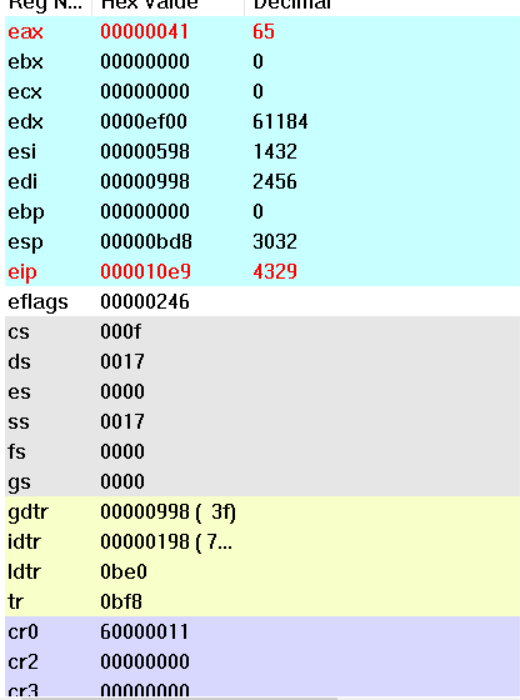 Reg N... Hex Value Decimal
eax 00000041 65
ebx 00000000 0
ecx 00000000 0
edx 0000ef00 61184
esi 00000598 1432
edi 00000998 2456
ebp 00000000 0
esp 00000bd8 3032
eip 000010e9 4329
eflags 00000246
cs 000f
ds 0017
es 0000
ss 0017
fs 0000
gs 0000
gdtr 00000998 ( 3f)
idtr 00000198 ( 7...
ldtr 0be0
tr 0bf8
cr0 60000011
cr2 00000000
cr3 00000000